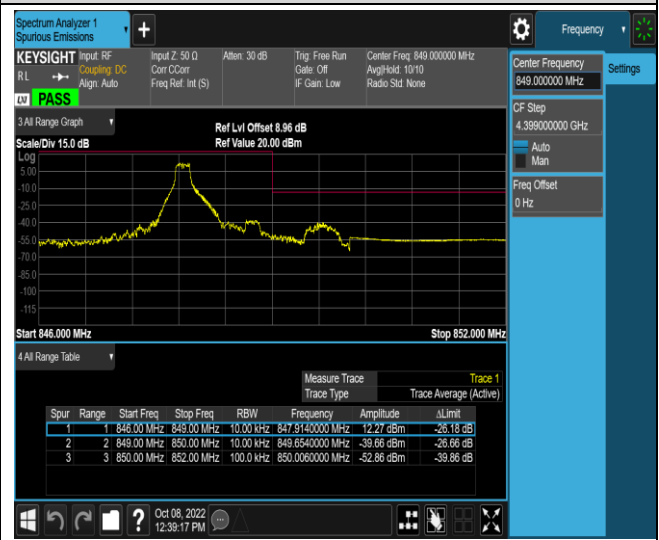 Spectrum Analyzer 1
Spurious Emissions
Frequency
KEYSIGHT Input: RF Input Z: 50 Ω Atten: 30 dB Trig: Free Run Center Freq: 849.000000 MHz
RL Coupling: DC Corr CCorr Gate: Off Avg|Hold: 10/10
Align: Auto Freq Ref: Int (S) IF Gain: Low Radio Std: None
LXI PASS
Center Frequency
849.000000 MHz
Settings
CF Step
4.399000000 GHz
Auto
Man
Freq Offset
0 Hz
3 All Range Graph
Ref Lvl Offset 8.96 dB
Scale/Div 15.0 dB Ref Value 20.00 dBm
Log
5.00
-10.0
-25.0
-40.0
-55.0
-70.0
-85.0
-100
-115
Start 846.000 MHz Stop 852.000 MHz
4 All Range Table
Measure Trace Trace 1
Trace Type Trace Average (Active)
Spur Range Start Freq Stop Freq RBW Frequency Amplitude ΔLimit
1 1 846.00 MHz 849.00 MHz 10.00 kHz 847.9140000 MHz 12.27 dBm -26.18 dB
2 2 849.00 MHz 850.00 MHz 10.00 kHz 849.6540000 MHz -39.66 dBm -26.66 dB
3 3 850.00 MHz 852.00 MHz 100.0 kHz 850.0060000 MHz -52.86 dBm -39.86 dB
Oct 08, 2022
12:39:17 PM